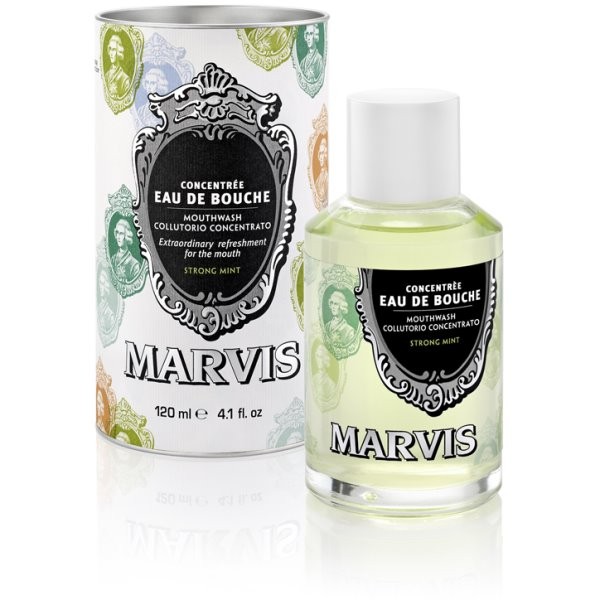 CONCENTRÉE
EAU DE BOUCHE
MOUTHWASH
COLLUTORIO CONCENTRATO
Extraordinary refreshment
for the mouth
STRONG MINT
MARVIS
120 ml ℮ 4.1 fl. oz
CONCENTRÈE
EAU DE BOUCHE
MOUTHWASH
COLLUTORIO CONCENTRATO
STRONG MINT
MARVIS